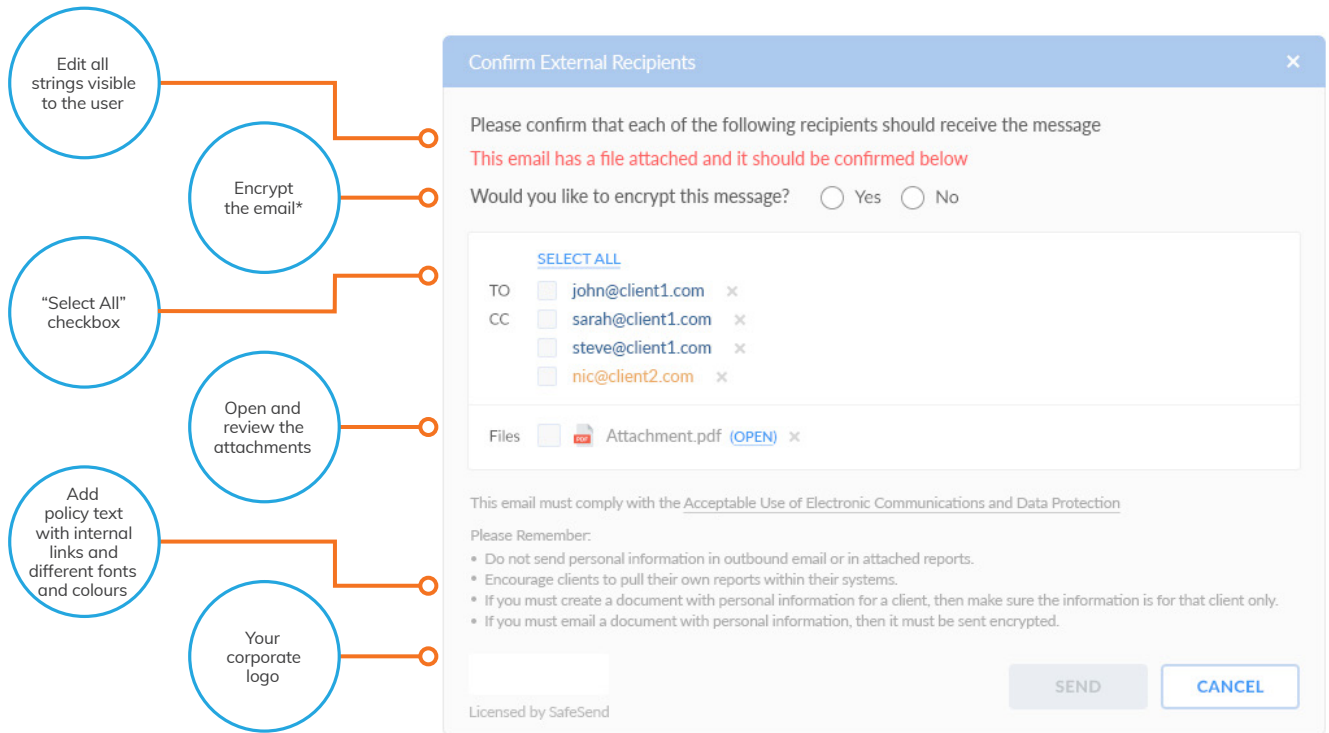 Edit all
strings visible
to the user
Encrypt
the email*
“Select All”
checkbox
Open and
review the
attachments
Add
policy text
with internal
links and
different fonts
and colours
Your
corporate
logo
Confirm External Recipients ×
Please confirm that each of the following recipients should receive the message
This email has a file attached and it should be confirmed below
Would you like to encrypt this message? Yes No
SELECT ALL
TO john@client1.com ×
CC sarah@client1.com ×
steve@client1.com ×
nic@client2.com ×
Files PDF Attachment.pdf (OPEN) ×
This email must comply with the Acceptable Use of Electronic Communications and Data Protection
Please Remember:
• Do not send personal information in outbound email or in attached reports.
• Encourage clients to pull their own reports within their systems.
• If you must create a document with personal information for a client, then make sure the information is for that client only.
• If you must email a document with personal information, then it must be sent encrypted.
SEND CANCEL
Licensed by SafeSend